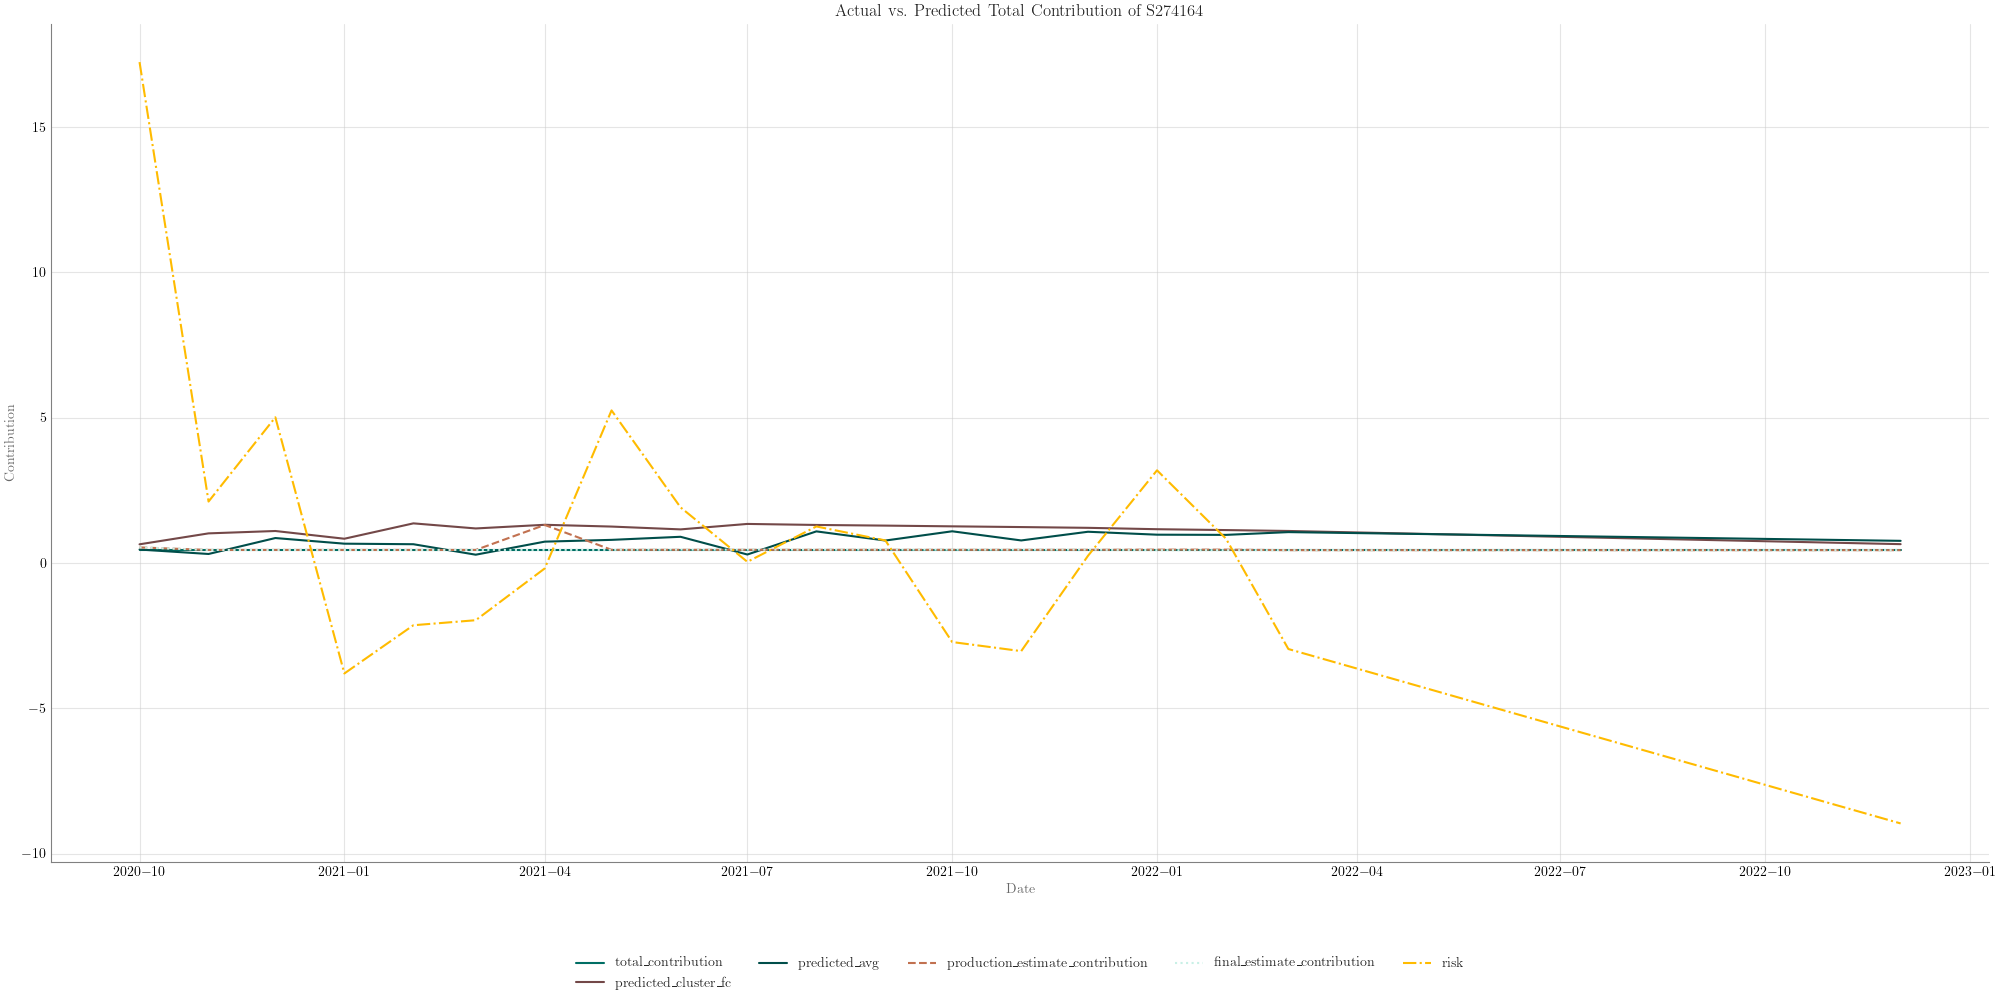 Actual vs. Predicted Total Contribution of S274164
Contribution
15
10
5
0
−5
−10
2020−10 2021−01 2021−04 2021−07 2021−10 2022−01 2022−04 2022−07 2022−10 2023−01
Date
total_contribution predicted_avg production_estimate_contribution final_estimate_contribution risk
predicted_cluster_fc